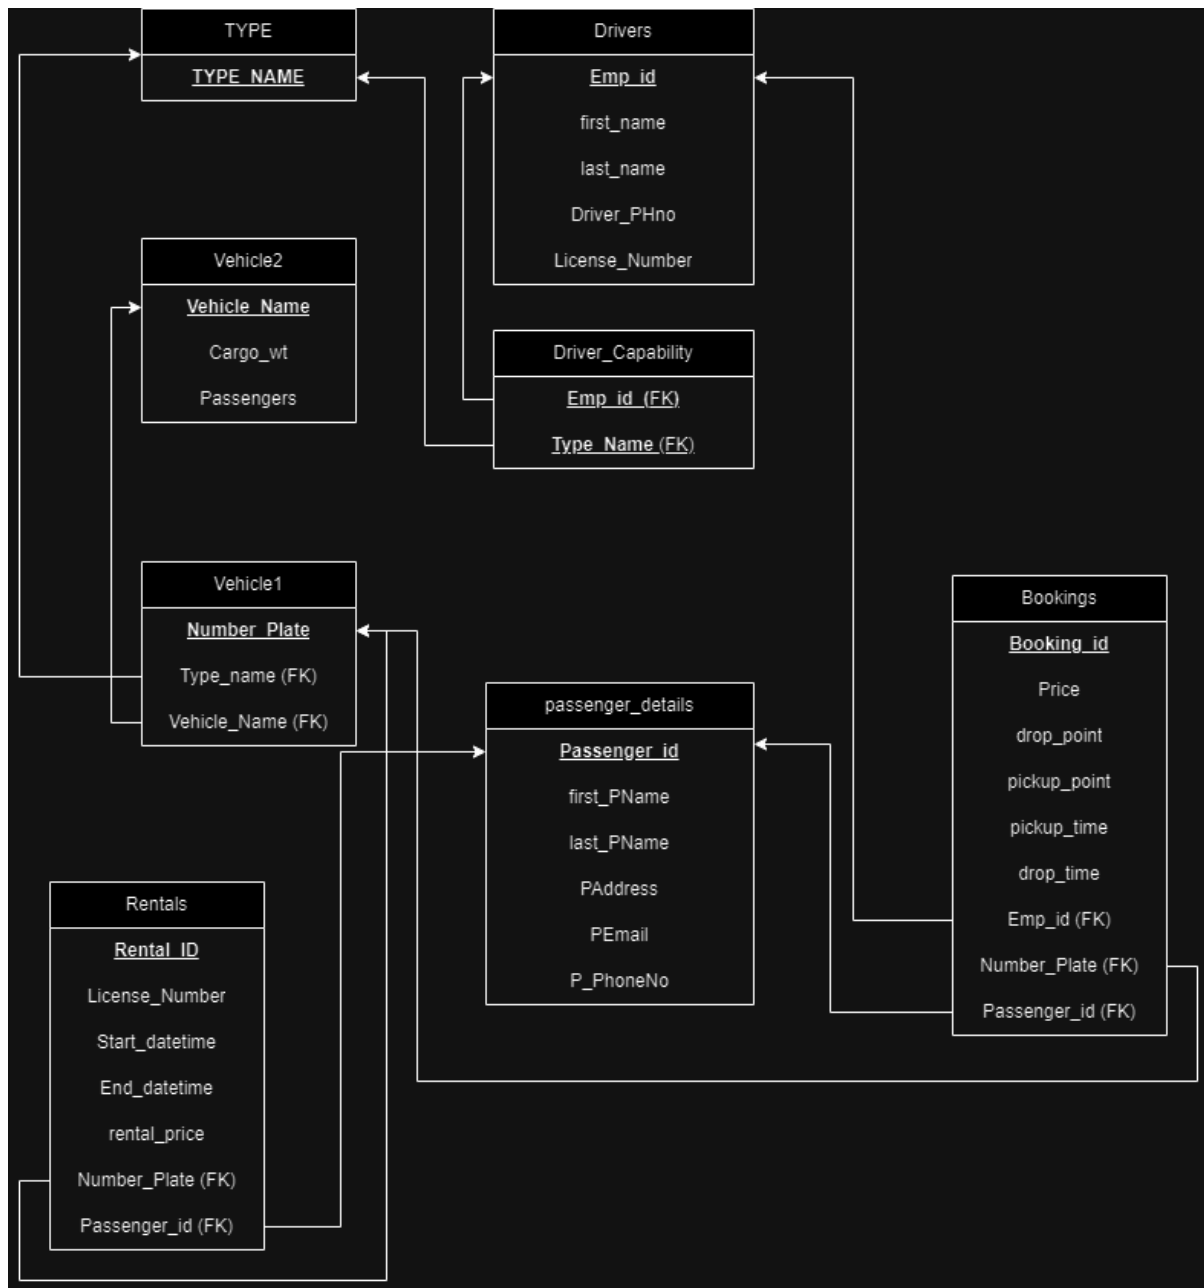 TYPE
TYPE_NAME
Drivers
Emp_id
first_name
last_name
Driver_PHno
License_Number
Vehicle2
Vehicle_Name
Cargo_wt
Passengers
Driver_Capability
Emp_id (FK)
Type_Name (FK)
Vehicle1
Number_Plate
Type_name (FK)
Vehicle_Name (FK)
Bookings
Booking_id
Price
drop_point
pickup_point
pickup_time
drop_time
Emp_id (FK)
Number_Plate (FK)
Passenger_id (FK)
passenger_details
Passenger_id
first_PName
last_PName
PAddress
PEmail
P_PhoneNo
Rentals
Rental_ID
License_Number
Start_datetime
End_datetime
rental_price
Number_Plate (FK)
Passenger_id (FK)